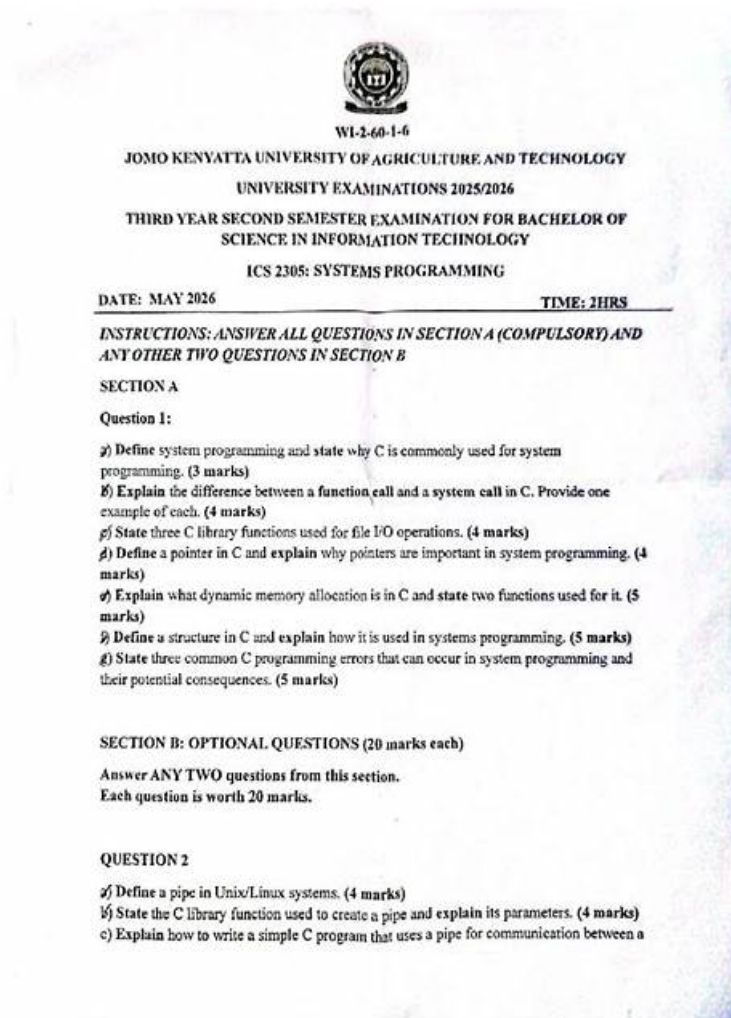 WI-2-60-1-6
JOMO KENYATTA UNIVERSITY OF AGRICULTURE AND TECHNOLOGY
UNIVERSITY EXAMINATIONS 2025/2026
THIRD YEAR SECOND SEMESTER EXAMINATION FOR BACHELOR OF
SCIENCE IN INFORMATION TECHNOLOGY
ICS 2305: SYSTEMS PROGRAMMING
DATE: MAY 2026 TIME: 2HRS
INSTRUCTIONS: ANSWER ALL QUESTIONS IN SECTION A (COMPULSORY) AND
ANY OTHER TWO QUESTIONS IN SECTION B
SECTION A
Question 1:
a) Define system programming and state why C is commonly used for system
programming. (3 marks)
b) Explain the difference between a function call and a system call in C. Provide one
example of each. (4 marks)
c) State three C library functions used for file I/O operations. (4 marks)
d) Define a pointer in C and explain why pointers are important in system programming. (4
marks)
e) Explain what dynamic memory allocation is in C and state two functions used for it. (5
marks)
f) Define a structure in C and explain how it is used in systems programming. (5 marks)
g) State three common C programming errors that can occur in system programming and
their potential consequences. (5 marks)
SECTION B: OPTIONAL QUESTIONS (20 marks each)
Answer ANY TWO questions from this section.
Each question is worth 20 marks.
QUESTION 2
a) Define a pipe in Unix/Linux systems. (4 marks)
b) State the C library function used to create a pipe and explain its parameters. (4 marks)
c) Explain how to write a simple C program that uses a pipe for communication between a